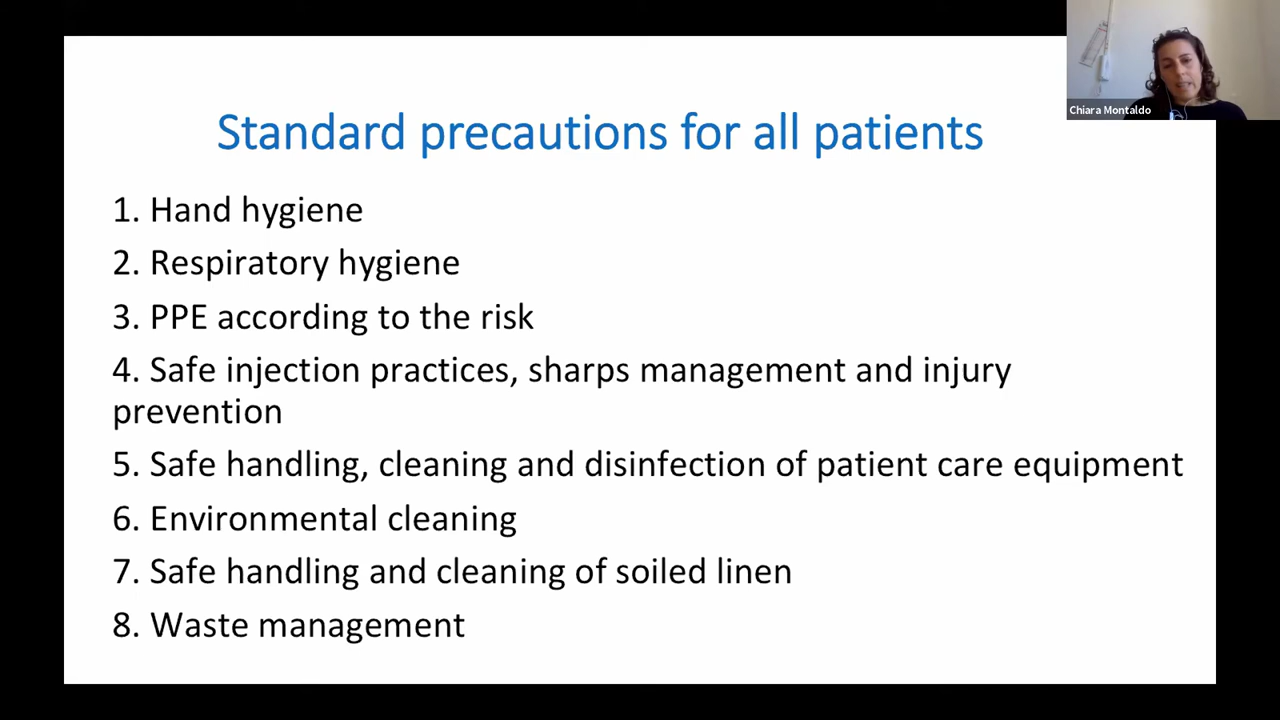 Chiara Montaldo
Standard precautions for all patients
1. Hand hygiene
2. Respiratory hygiene
3. PPE according to the risk
4. Safe injection practices, sharps management and injury
prevention
5. Safe handling, cleaning and disinfection of patient care equipment
6. Environmental cleaning
7. Safe handling and cleaning of soiled linen
8. Waste management